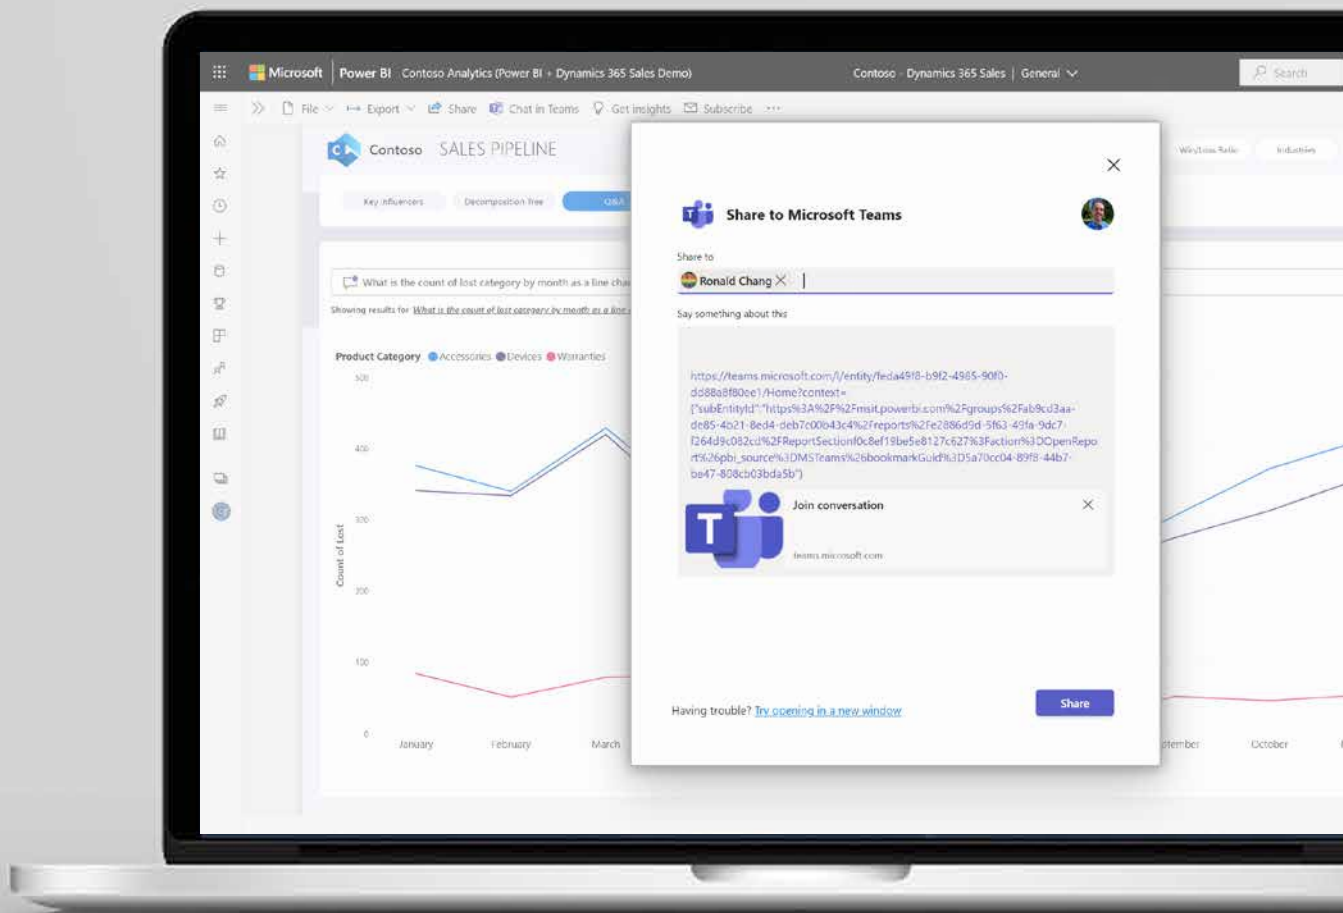 Microsoft Power BI Contoso Analytics (Power BI + Dynamics 365 Sales Demo) Contoso - Dynamics 365 Sales | General Search
File Export Share Chat in Teams Get insights Subscribe ···
Contoso SALES PIPELINE
Win/Loss Ratio Industries
Key Influencers Decomposition Tree Q&A
What is the count of lost category by month as a line cha
Showing results for What is the count of lost category by month as a line
Product Category Accessories Devices Warranties
Count of Lost
500
400
300
200
100
0
January February March
ptember October
Share to Microsoft Teams
Share to
Ronald Chang
Say something about this
https://teams.microsoft.com/l/entity/feda49f8-b9f2-4985-90f0-
dd88a8f80ee1/Home?context=
{"subEntityId":"https%3A%2F%2Fmsit.powerbi.com%2Fgroups%2Fab9cd3aa-
de85-4b21-8ed4-deb7c00b43c4%2Freports%2Fe2886d9d-5f63-49fa-9dc7-
f264d9c082cd%2FReportSectionf0c8ef19be5e8127c627%3Faction%3DOpenRepo
rt%26pbi_source%3DMSTeams%26bookmarkGuid%3D5a70cc04-89f8-44b7-
be47-808cb03bda5b"}
T
Join conversation
teams.microsoft.com
Having trouble? Try opening in a new window
Share